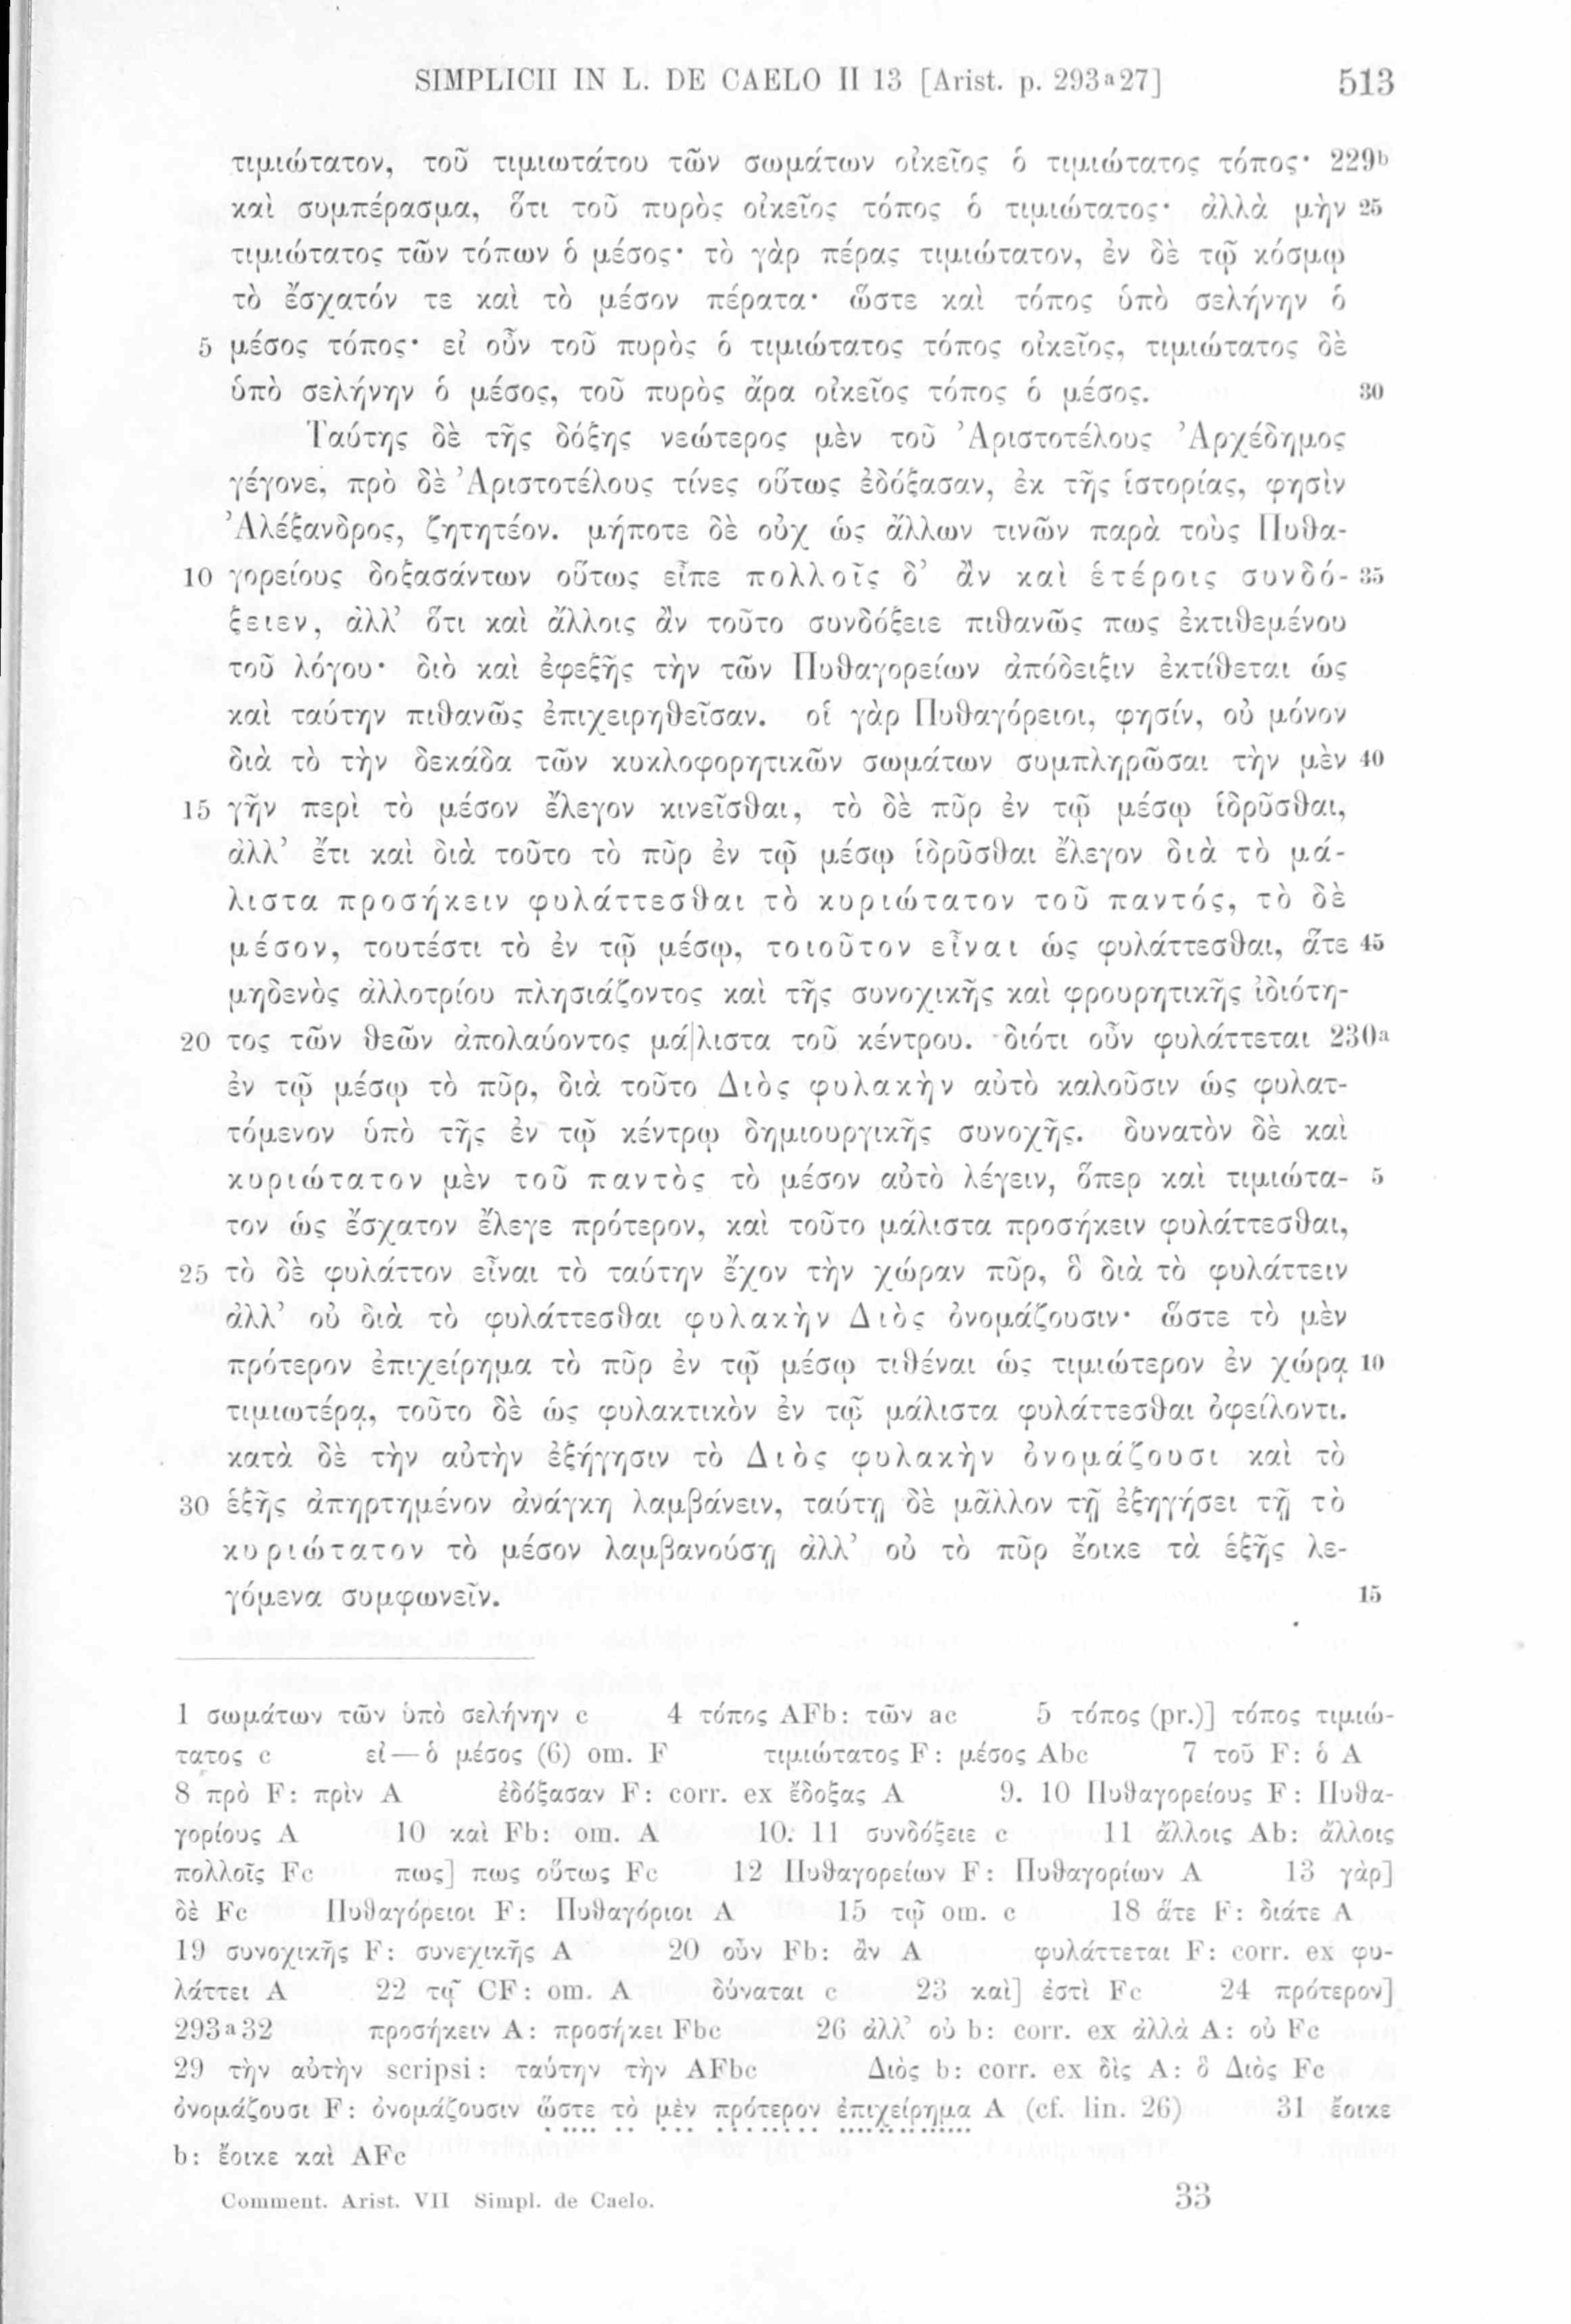 SIMPLICII IN L. DE CAELO II 13 [Arist. p. 293a27] 513
τιμιώτατον, τοῦ τιμιωτάτου τῶν σωμάτων οἰκεῖος ὁ τιμιώτατος τόπος· 229b
καὶ συμπέρασμα, ὅτι τοῦ πυρὸς οἰκεῖος τόπος ὁ τιμιώτατος· ἀλλὰ μὴν 25
τιμιώτατος τῶν τόπων ὁ μέσος· τὸ γὰρ πέρας τιμιώτατον, ἐν δὲ τῷ κόσμῳ
τὸ ἔσχατόν τε καὶ τὸ μέσον πέρατα· ὥστε καὶ τόπος ὑπὸ σελήνην ὁ
5 μέσος τόπος· εἰ οὖν τοῦ πυρὸς ὁ τιμιώτατος τόπος οἰκεῖος, τιμιώτατος δὲ
ὑπὸ σελήνην ὁ μέσος, τοῦ πυρὸς ἄρα οἰκεῖος τόπος ὁ μέσος. 30
Ταύτης δὲ τῆς δόξης νεώτερος μὲν τοῦ Ἀριστοτέλους Ἀρχέδημος
γέγονε, πρὸ δὲ Ἀριστοτέλους τίνες οὕτως ἐδόξασαν, ἐκ τῆς ἱστορίας, φησὶν
Ἀλέξανδρος, ζητητέον. μήποτε δὲ οὐχ ὡς ἄλλων τινῶν παρὰ τοὺς Πυθα-
10 γορείους δοξασάντων οὕτως εἶπε πολλοῖς δ’ ἂν καὶ ἑτέροις συνδό- 35
ξειεν, ἀλλ’ ὅτι καὶ ἄλλοις ἂν τοῦτο συνδόξειε πιθανῶς πως ἐκτιθεμένου
τοῦ λόγου· διὸ καὶ ἐφεξῆς τὴν τῶν Πυθαγορείων ἀπόδειξιν ἐκτίθεται ὡς
καὶ ταύτην πιθανῶς ἐπιχειρηθεῖσαν. οἱ γὰρ Πυθαγόρειοι, φησίν, οὐ μόνον
διὰ τὸ τὴν δεκάδα τῶν κυκλοφορητικῶν σωμάτων συμπληρῶσαι τὴν μὲν 40
15 γῆν περὶ τὸ μέσον ἔλεγον κινεῖσθαι, τὸ δὲ πῦρ ἐν τῷ μέσῳ ἱδρῦσθαι,
ἀλλ’ ἔτι καὶ διὰ τοῦτο τὸ πῦρ ἐν τῷ μέσῳ ἱδρῦσθαι ἔλεγον διὰ τὸ μά-
λιστα προσήκειν φυλάττεσθαι τὸ κυριώτατον τοῦ παντός, τὸ δὲ
μέσον, τουτέστι τὸ ἐν τῷ μέσῳ, τοιοῦτον εἶναι ὡς φυλάττεσθαι, ἅτε 45
μηδενὸς ἀλλοτρίου πλησιάζοντος καὶ τῆς συνοχικῆς καὶ φρουρητικῆς ἰδιότη-
20 τος τῶν θεῶν ἀπολαύοντος μά|λιστα τοῦ κέντρου. διότι οὖν φυλάττεται 230a
ἐν τῷ μέσῳ τὸ πῦρ, διὰ τοῦτο Διὸς φυλακὴν αὐτὸ καλοῦσιν ὡς φυλατ-
τόμενον ὑπὸ τῆς ἐν τῷ κέντρῳ δημιουργικῆς συνοχῆς. δυνατὸν δὲ καὶ
κυριώτατον μὲν τοῦ παντὸς τὸ μέσον αὐτὸ λέγειν, ὅπερ καὶ τιμιώτα- 5
τον ὡς ἔσχατον ἔλεγε πρότερον, καὶ τοῦτο μάλιστα προσήκειν φυλάττεσθαι,
25 τὸ δὲ φυλάττον εἶναι τὸ ταύτην ἔχον τὴν χώραν πῦρ, ὃ διὰ τὸ φυλάττειν
ἀλλ’ οὐ διὰ τὸ φυλάττεσθαι φυλακὴν Διὸς ὀνομάζουσιν· ὥστε τὸ μὲν
πρότερον ἐπιχείρημα τὸ πῦρ ἐν τῷ μέσῳ τιθέναι ὡς τιμιώτερον ἐν χώρᾳ 10
τιμιωτέρᾳ, τοῦτο δὲ ὡς φυλακτικὸν ἐν τῷ μάλιστα φυλάττεσθαι ὀφείλοντι.
κατὰ δὲ τὴν αὐτὴν ἐξήγησιν τὸ Διὸς φυλακὴν ὀνομάζουσι καὶ τὸ
30 ἑξῆς ἀπηρτημένον ἀνάγκη λαμβάνειν, ταύτῃ δὲ μᾶλλον τῇ ἐξηγήσει τῇ τὸ
κυριώτατον τὸ μέσον λαμβανούσῃ ἀλλ’ οὐ τὸ πῦρ ἔοικε τὰ ἑξῆς λε-
γόμενα συμφωνεῖν. 15
1 σωμάτων τῶν ὑπὸ σελήνην c 4 τόπος AFb: τῶν ac 5 τόπος (pr.)] τόπος τιμιώ-
τατος c εἰ—ὁ μέσος (6) om. F τιμιώτατος F: μέσος Abc 7 τοῦ F: ὁ A
8 πρὸ F: πρὶν A ἐδόξασαν F: corr. ex ἔδοξας A 9. 10 Πυθαγορείους F: Πυθα-
γορίους A 10 καὶ Fb: om. A 10. 11 συνδόξειε c 11 ἄλλοις Ab: ἄλλοις
πολλοῖς Fc πως] πως οὕτως Fc 12 Πυθαγορείων F: Πυθαγορίων A 13 γὰρ]
δὲ Fc Πυθαγόρειοι F: Πυθαγόριοι A 15 τῷ om. c 18 ἅτε F: διάτε A
19 συνοχικῆς F: συνεχικῆς A 20 οὖν Fb: ἂν A φυλάττεται F: corr. ex φυ-
λάττει A 22 τῷ CF: om. A δύναται c 23 καὶ] ἐστὶ Fc 24 πρότερον]
293a32 προσήκειν A: προσήκει Fbc 26 ἀλλ’ οὐ b: corr. ex ἀλλὰ A: οὐ Fc
29 τὴν αὐτὴν scripsi: ταύτην τὴν AFbc Διὸς b: corr. ex δὶς A: ὃ Διὸς Fc
ὀνομάζουσι F: ὀνομάζουσιν ὥστε τὸ μὲν πρότερον ἐπιχείρημα A (cf. lin. 26) 31 ἔοικε
b: ἔοικε καὶ AFc
Comment. Arist. VII Simpl. de Caelo. 33